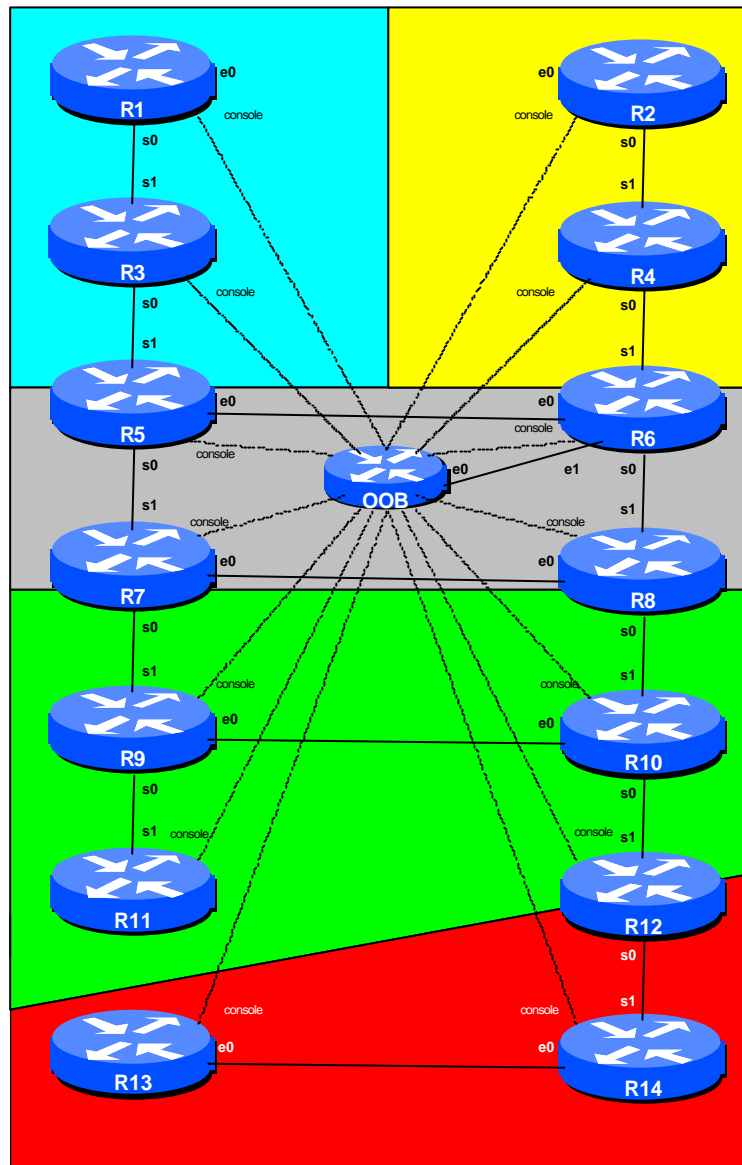 e0 e0
R1 R2
console console
s0 s0
s1 s1
R3 R4
console console
s0 s0
s1 s1
e0 e0
R5 R6
console console
e0 e1
s0 s0
OOB
s1 s1
console console
e0 e0
R7 R8
s0 s0
s1 s1
console console
e0 e0
R9 R10
s0 s0
s1 console console s1
R11 R12
s0
s1
console console
e0 e0
R13 R14